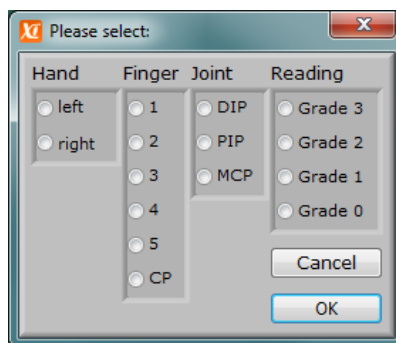 Please select:
Hand Finger Joint Reading
left 1 DIP Grade 3
right 2 PIP Grade 2
3 MCP Grade 1
4 Grade 0
5
CP
Cancel
OK